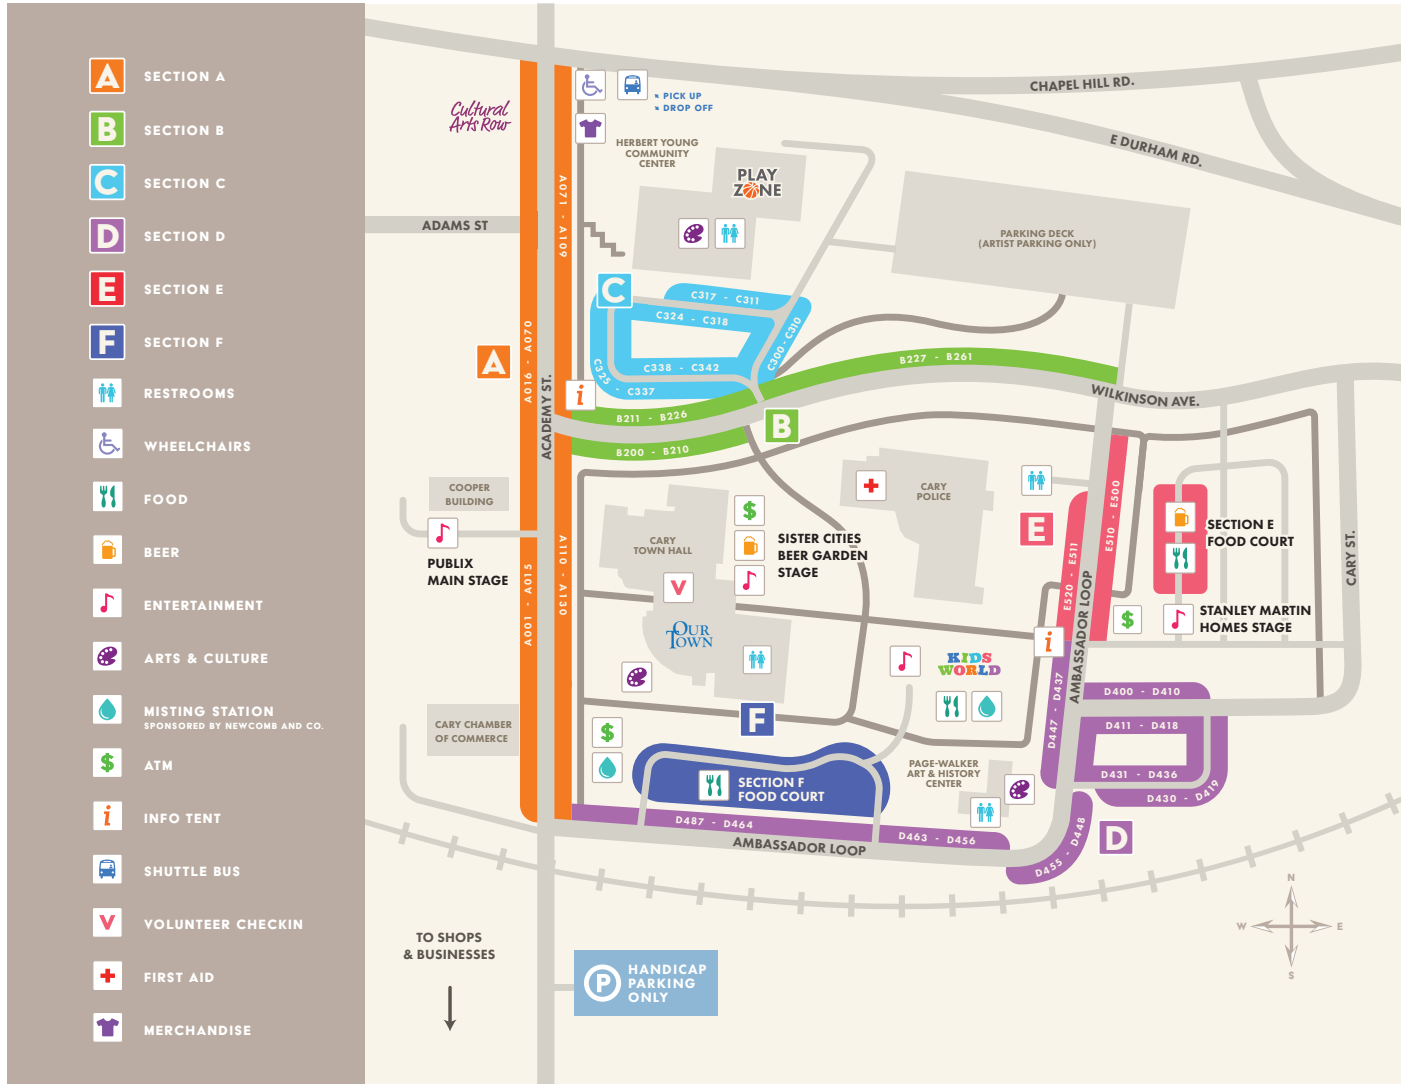 A
SECTION A
B
SECTION B
C
SECTION C
D
SECTION D
E
SECTION E
F
SECTION F
RESTROOMS
WHEELCHAIRS
FOOD
BEER
ENTERTAINMENT
ARTS & CULTURE
MISTING STATION
SPONSORED BY NEWCOMB AND CO.
$
ATM
i
INFO TENT
SHUTTLE BUS
V
VOLUNTEER CHECKIN
FIRST AID
MERCHANDISE
CHAPEL HILL RD.
E DURHAM RD.
Cultural
Arts Row
PICK UP
DROP OFF
HERBERT YOUNG
COMMUNITY
CENTER
PLAY
ZONE
ADAMS ST
A071 - A109
PARKING DECK
(ARTIST PARKING ONLY)
C
C317 - C311
C324 - C318
C300 - C310
C338 - C342
C325 - C337
A
A016 - A070
ACADEMY ST.
i
B227 - B261
B211 - B226
B200 - B210
B
WILKINSON AVE.
COOPER
BUILDING
PUBLIX
MAIN STAGE
CARY
TOWN HALL
$
SISTER CITIES
BEER GARDEN
STAGE
V
OUR
TOWN
CARY
POLICE
E
E510 - E500
E520 - E511
SECTION E
FOOD COURT
CARY ST.
A001 - A015
A110 - A130
$
STANLEY MARTIN
HOMES STAGE
i
AMBASSADOR LOOP
KIDS
WORLD
F
CARY CHAMBER
OF COMMERCE
$
D447 - D437
D400 - D410
D411 - D418
D431 - D436
D430 - D419
PAGE-WALKER
ART & HISTORY
CENTER
SECTION F
FOOD COURT
D487 - D464
D463 - D456
D455 - D448
D
AMBASSADOR LOOP
TO SHOPS
& BUSINESSES
P
HANDICAP
PARKING
ONLY
N
W
E
S